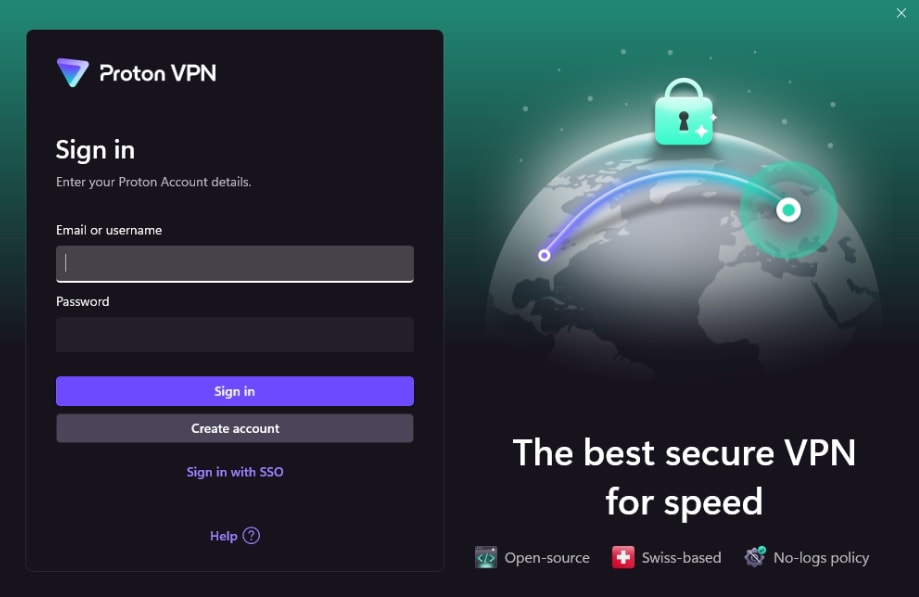 Proton VPN
Sign in
Enter your Proton Account details.
Email or username
Password
Sign in
Create account
Sign in with SSO
Help ?
The best secure VPN
for speed
Open-source
Swiss-based
No-logs policy